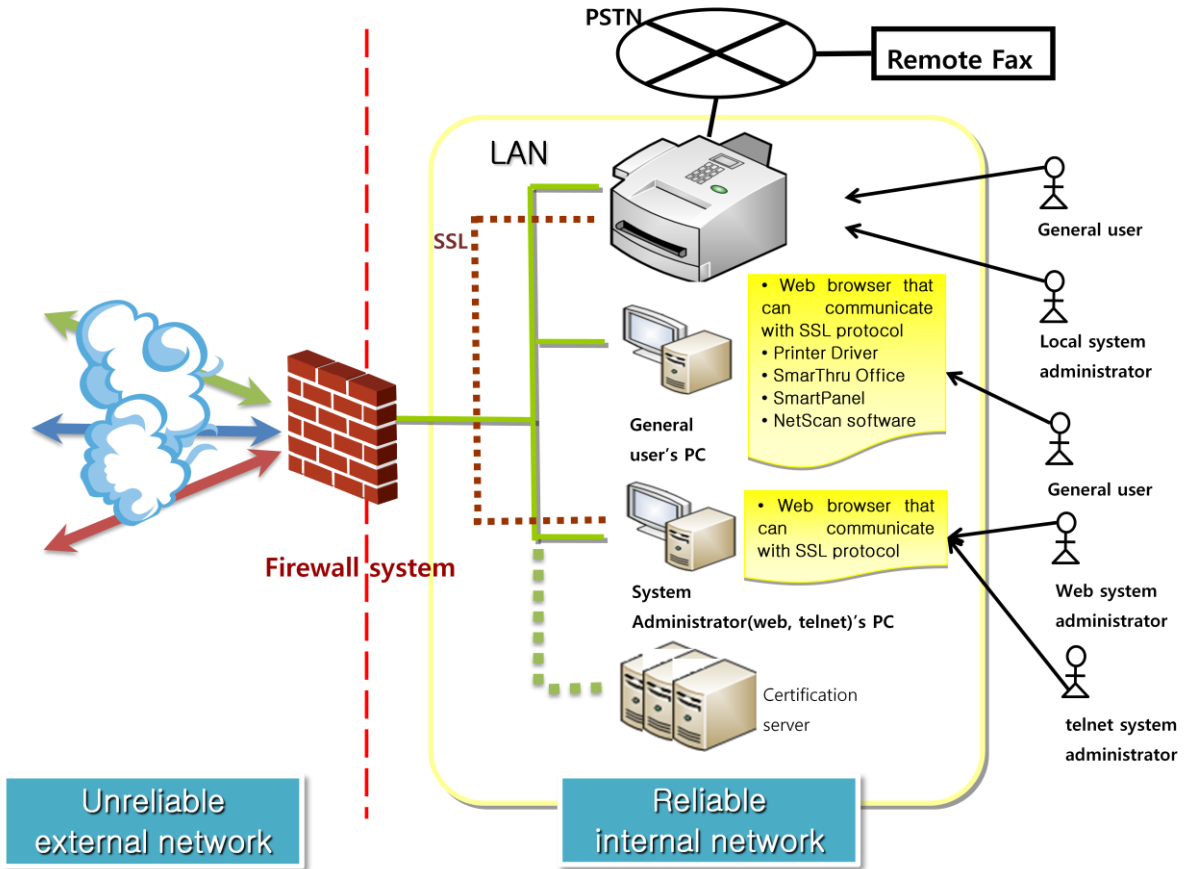 PSTN
Remote Fax
LAN
SSL
General user
• Web browser that
can communicate
with SSL protocol
• Printer Driver
• SmarThru Office
• SmartPanel
• NetScan software
Local system
administrator
General
user's PC
General user
• Web browser that
can communicate
with SSL protocol
Firewall system
System
Administrator(web, telnet)'s PC
Web system
administrator
Certification
server
telnet system
administrator
Unreliable
external network
Reliable
internal network